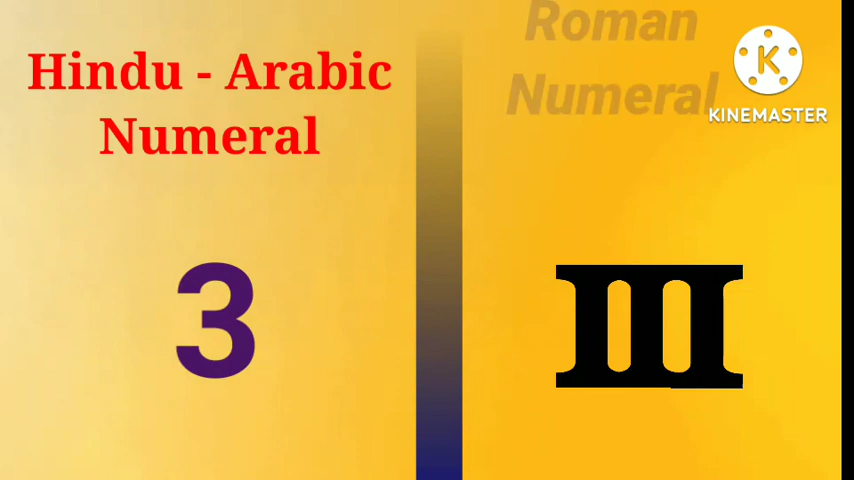 Hindu - Arabic
Numeral
Roman
Numeral
KINEMASTER
3
III